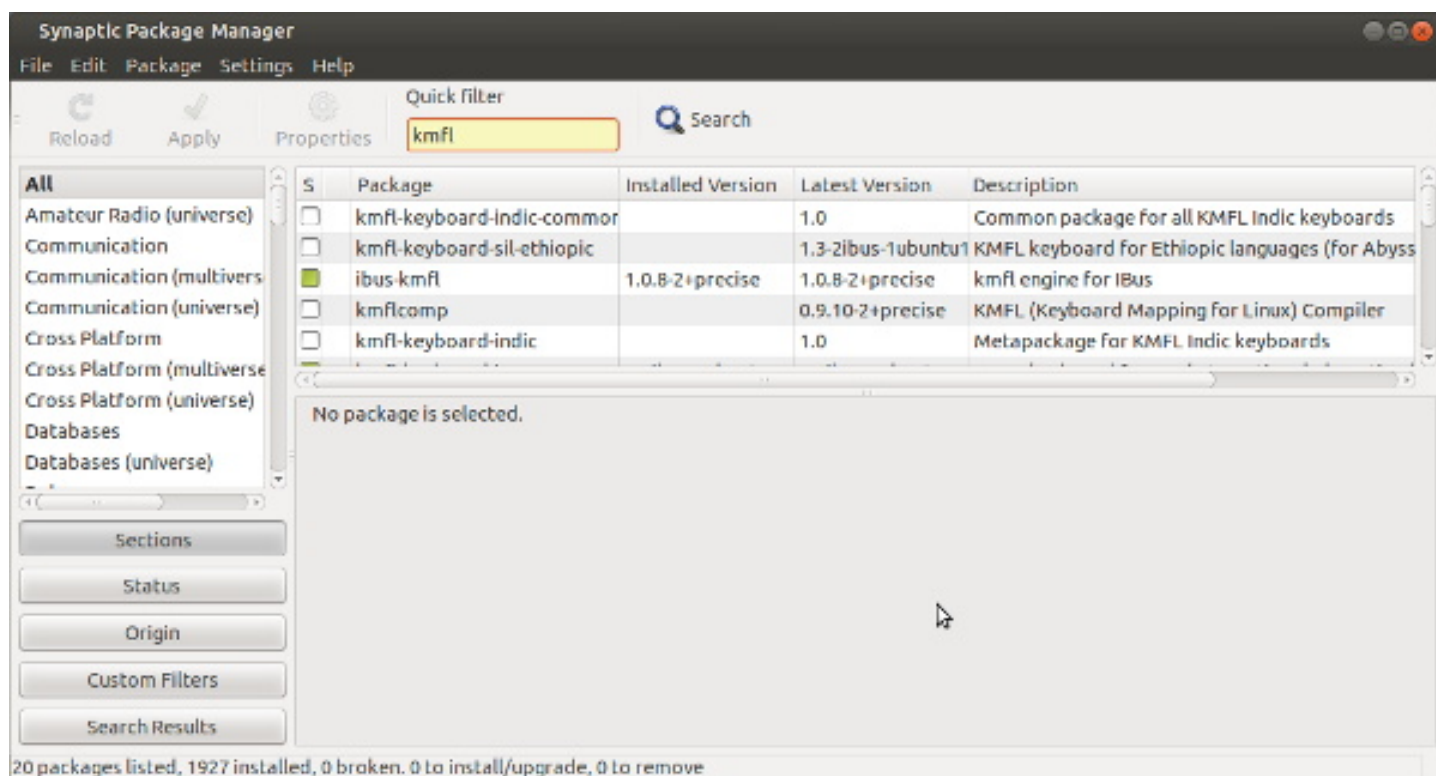 Synaptic Package Manager
File Edit Package Settings Help
Quick filter
Reload Apply Properties kmfl Search
All
Amateur Radio (universe)
Communication
Communication (multivers
Communication (universe)
Cross Platform
Cross Platform (multiverse
Cross Platform (universe)
Databases
Databases (universe)
S Package Installed Version Latest Version Description
kmfl-keyboard-indic-common 1.0 Common package for all KMFL Indic keyboards
kmfl-keyboard-sil-ethiopic 1.3-2ibus-1ubuntu1 KMFL keyboard for Ethiopic languages (for Abyss
ibus-kmfl 1.0.8-2+precise 1.0.8-2+precise kmfl engine for IBus
kmflcomp 0.9.10-2+precise KMFL (Keyboard Mapping for Linux) Compiler
kmfl-keyboard-indic 1.0 Metapackage for KMFL Indic keyboards
No package is selected.
Sections
Status
Origin
Custom Filters
Search Results
20 packages listed, 1927 installed, 0 broken. 0 to install/upgrade, 0 to remove